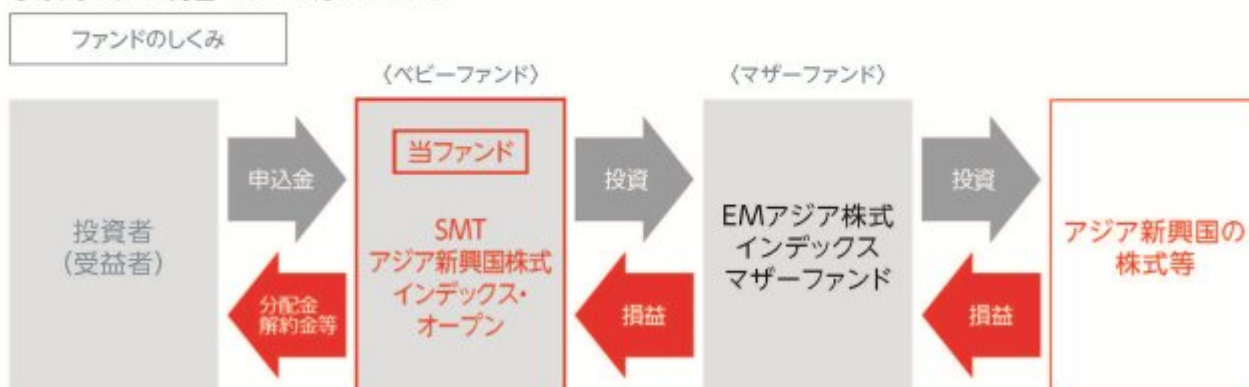 ファンドのしくみ
〈ベビーファンド〉
〈マザーファンド〉
投資者
(受益者)
申込金
分配金
解約金等
当ファンド
SMT
アジア新興国株式
インデックス・
オープン
投資
損益
EMアジア株式
インデックス
マザーファンド
投資
損益
アジア新興国の
株式等